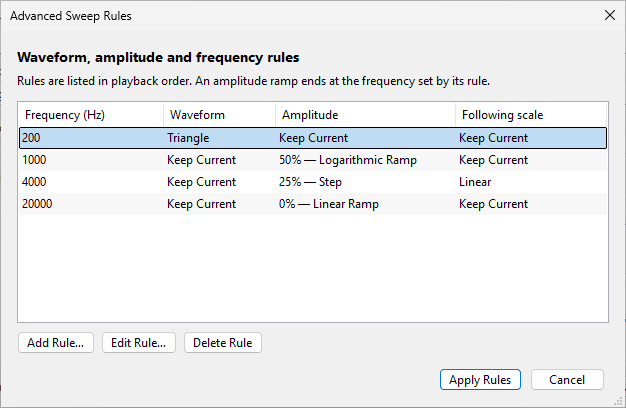 Advanced Sweep Rules
Waveform, amplitude and frequency rules
Rules are listed in playback order. An amplitude ramp ends at the frequency set by its rule.
Frequency (Hz) Waveform Amplitude Following scale
200 Triangle Keep Current Keep Current
1000 Keep Current 50% — Logarithmic Ramp Keep Current
4000 Keep Current 25% — Step Linear
20000 Keep Current 0% — Linear Ramp Keep Current
Add Rule... Edit Rule... Delete Rule
Apply Rules Cancel